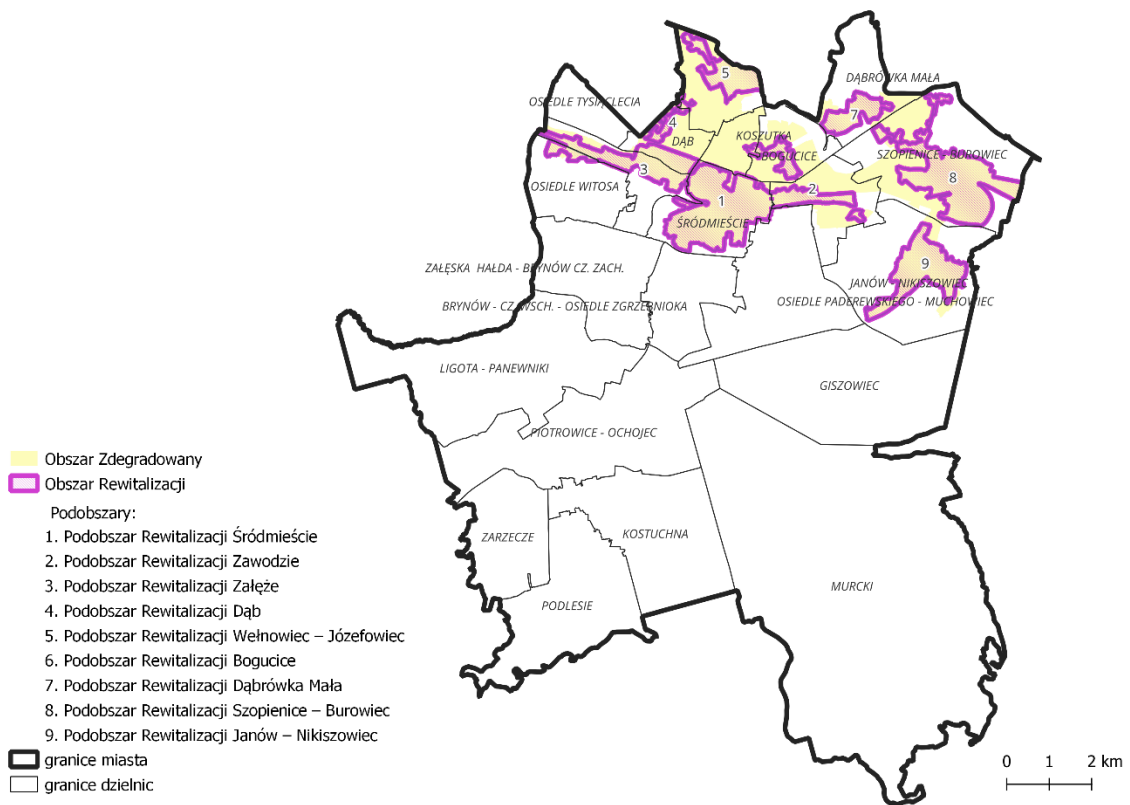 5
DĄBRÓWKA MAŁA
OSIEDLE TYSIĄCLECIA
7
4
DĄB
KOSZUTKA
6
BOGUCICE
SZOPIENICE - BUROWIEC
3
8
OSIEDLE WITOSA
2
1
ŚRÓDMIEŚCIE
9
ZAŁĘSKA HAŁDA - BRYNÓW CZ. ZACH.
JANÓW - NIKISZOWIEC
BRYNÓW - CZ. WSCH. - OSIEDLE ZGRZEBNIOKA
OSIEDLE PADEREWSKIEGO - MUCHOWIEC
LIGOTA - PANEWNIKI
GISZOWIEC
PIOTROWICE - OCHOJEC
KOSTUCHNA
ZARZECZE
MURCKI
PODLESIE
Obszar Zdegradowany
Obszar Rewitalizacji
Podobszary:
1. Podobszar Rewitalizacji Śródmieście
2. Podobszar Rewitalizacji Zawodzie
3. Podobszar Rewitalizacji Załęże
4. Podobszar Rewitalizacji Dąb
5. Podobszar Rewitalizacji Wełnowiec – Józefowiec
6. Podobszar Rewitalizacji Bogucice
7. Podobszar Rewitalizacji Dąbrówka Mała
8. Podobszar Rewitalizacji Szopienice – Burowiec
9. Podobszar Rewitalizacji Janów – Nikiszowiec
granice miasta
granice dzielnic
0 1 2 km